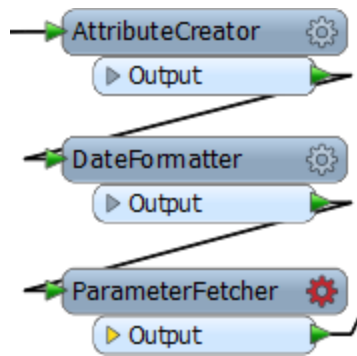 AttributeCreator
Output
DateFormatter
Output
ParameterFetcher
Output